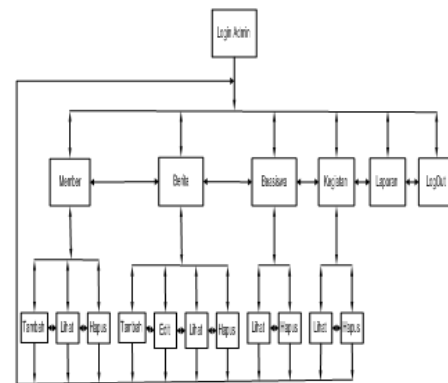 Login Admin
Member
Berita
Beasiswa
Kegiatan
Laporan
LogOut
Tambah
Lihat
Hapus
Tambah
Edit
Lihat
Hapus
Lihat
Hapus
Lihat
Hapus